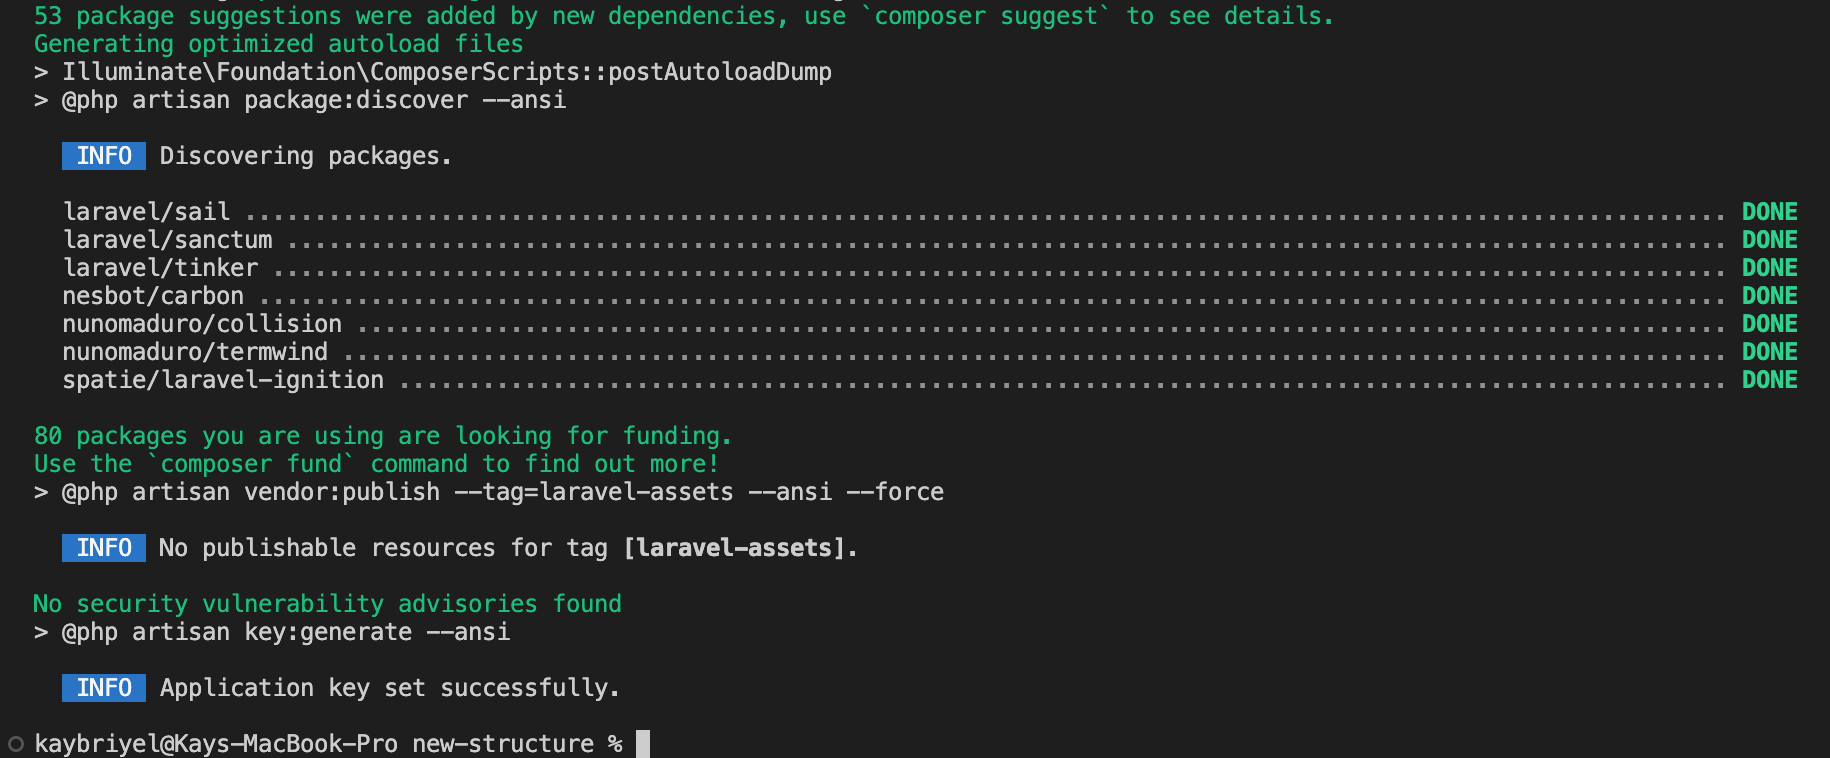 53 package suggestions were added by new dependencies, use `composer suggest` to see details.
Generating optimized autoload files
> Illuminate\Foundation\ComposerScripts::postAutoloadDump
> @php artisan package:discover --ansi
INFO Discovering packages.
laravel/sail .......................................................................................................... DONE
laravel/sanctum ....................................................................................................... DONE
laravel/tinker ........................................................................................................ DONE
nesbot/carbon ......................................................................................................... DONE
nunomaduro/collision .................................................................................................. DONE
nunomaduro/termwind ................................................................................................... DONE
spatie/laravel-ignition ............................................................................................... DONE
80 packages you are using are looking for funding.
Use the `composer fund` command to find out more!
> @php artisan vendor:publish --tag=laravel-assets --ansi --force
INFO No publishable resources for tag [laravel-assets].
No security vulnerability advisories found
> @php artisan key:generate --ansi
INFO Application key set successfully.
kaybriyel@Kays-MacBook-Pro new-structure %